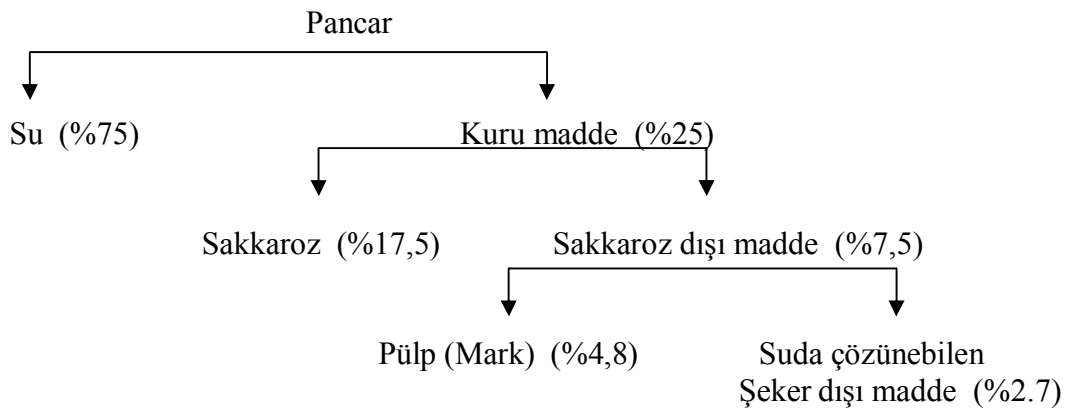 Pancar
Su (%75)
Kuru madde (%25)
Sakkaroz (%17,5)
Sakkaroz dışı madde (%7,5)
Pülp (Mark) (%4,8)
Suda çözünebilen
Şeker dışı madde (%2.7)